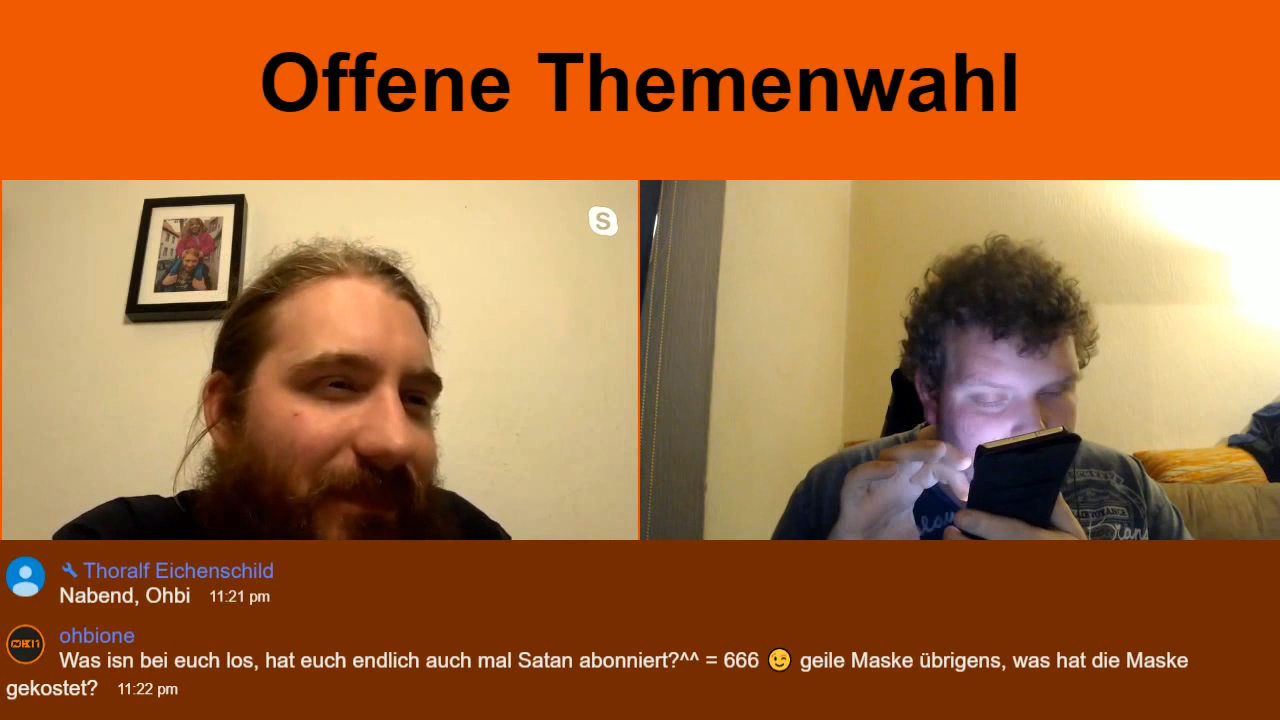 Offene Themenwahl
S
Thoralf Eichenschild
Nabend, Ohbi 11:21 pm
ohbione
Was isn bei euch los, hat euch endlich auch mal Satan abonniert?^^ = 666 😉 geile Maske übrigens, was hat die Maske
gekostet? 11:22 pm